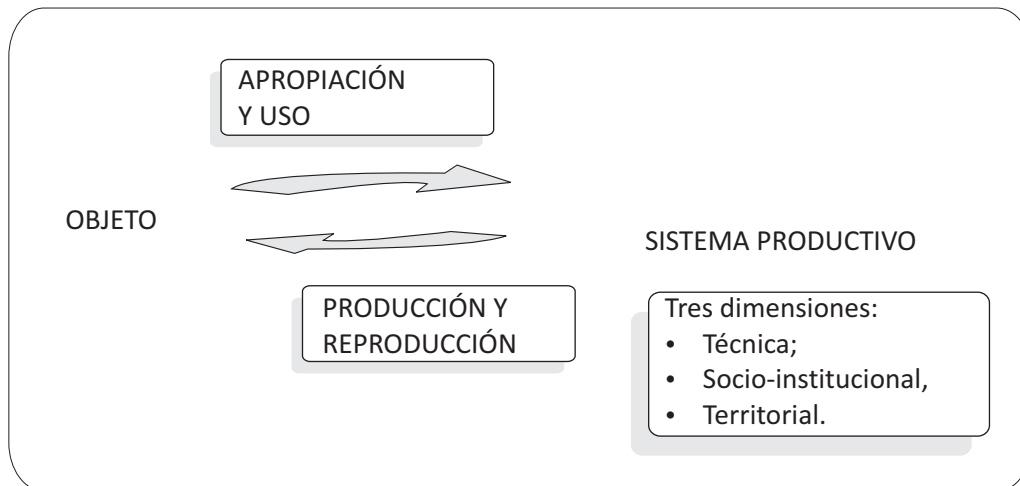 APROPIACIÓN
Y USO
OBJETO
SISTEMA PRODUCTIVO
PRODUCCIÓN Y
REPRODUCCIÓN
Tres dimensiones:
• Técnica;
• Socio-institucional,
• Territorial.